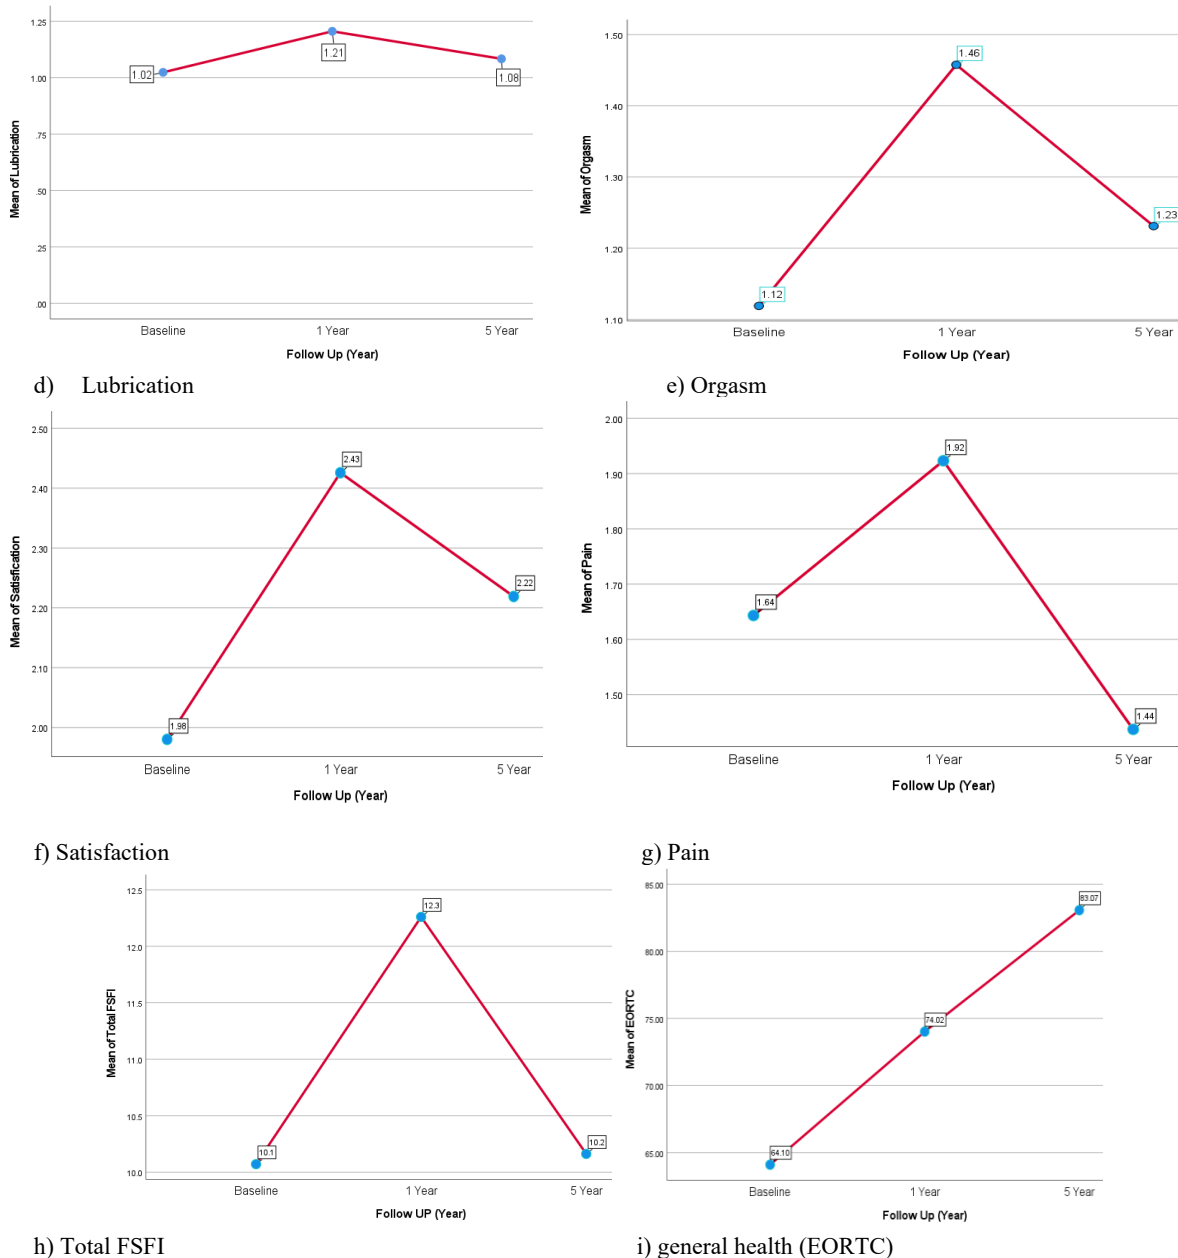 1.25
1.00
.75
.50
.25
.00
Mean of Lubrication
1.02
1.21
1.08
Baseline
1 Year
5 Year
Follow Up (Year)
d) Lubrication
1.50
1.40
1.30
1.20
1.10
Mean of Orgasm
1.12
1.46
1.23
Baseline
1 Year
5 Year
Follow Up (Year)
e) Orgasm
2.50
2.40
2.30
2.20
2.10
2.00
Mean of Satisfication
1.98
2.43
2.22
Baseline
1 Year
5 Year
Follow Up (Year)
f) Satisfaction
2.00
1.90
1.80
1.70
1.60
1.50
Mean of Pain
1.64
1.92
1.44
Baseline
1 Year
5 Year
Follow Up (Year)
g) Pain
12.5
12.0
11.5
11.0
10.5
10.0
Mean of Total FSFI
10.1
12.3
10.2
Baseline
1 Year
5 Year
Follow UP (Year)
h) Total FSFI
85.00
80.00
75.00
70.00
65.00
Mean of EORTC
64.10
74.02
83.07
Baseline
1 Year
5 Year
Follow Up (Year)
i) general health (EORTC)